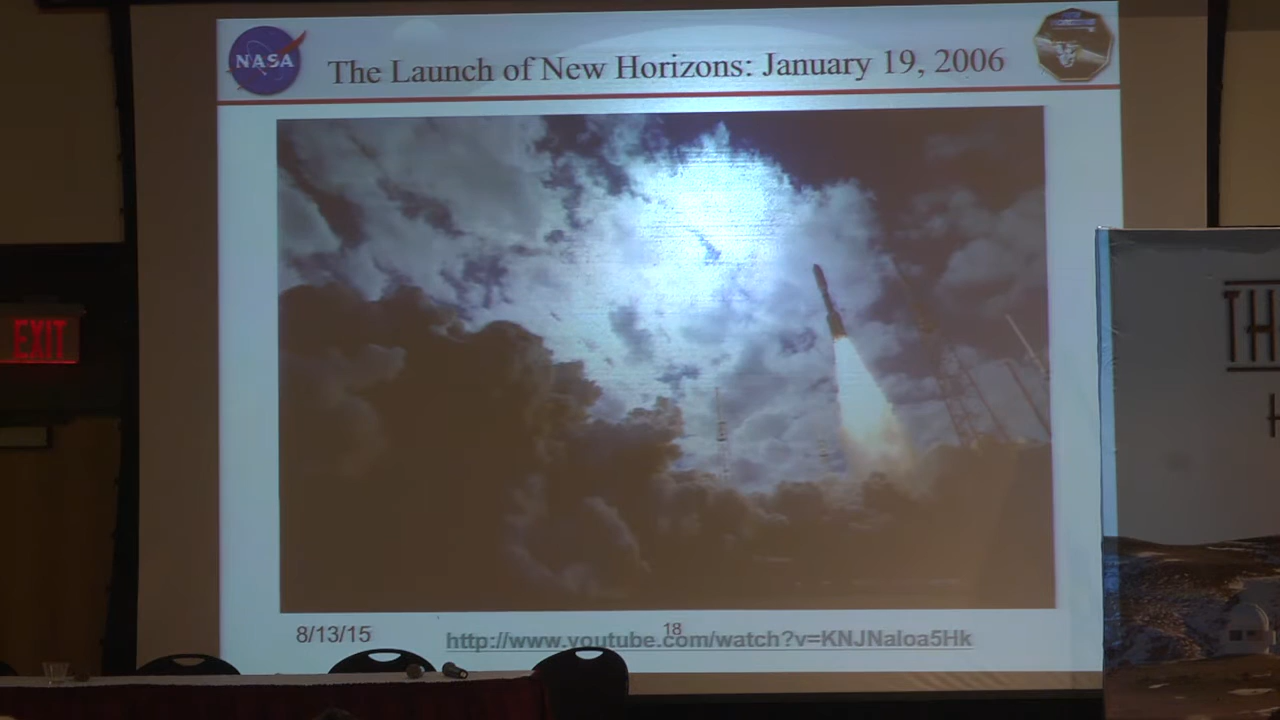 NASA
The Launch of New Horizons: January 19, 2006
EXIT
TH
8/13/15
18
http://www.youtube.com/watch?v=KNJNaloa5Hk